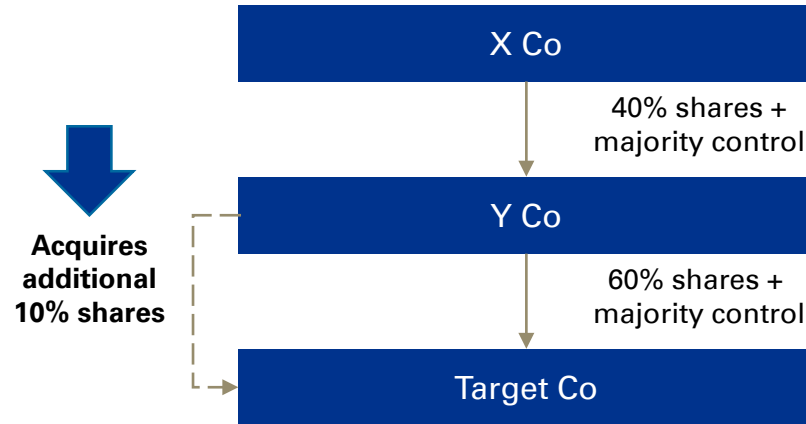 X Co
40% shares +
majority control
Y Co
Acquires
additional
10% shares
60% shares +
majority control
Target Co